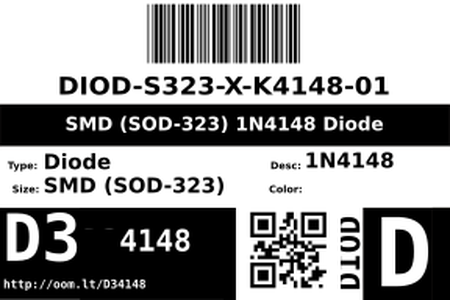 DIOD-S323-X-K4148-01
SMD (SOD-323) 1N4148 Diode
Type: Diode
Desc: 1N4148
Size: SMD (SOD-323)
Color:
D3 4148
DIOD
D
http://oom.lt/D34148